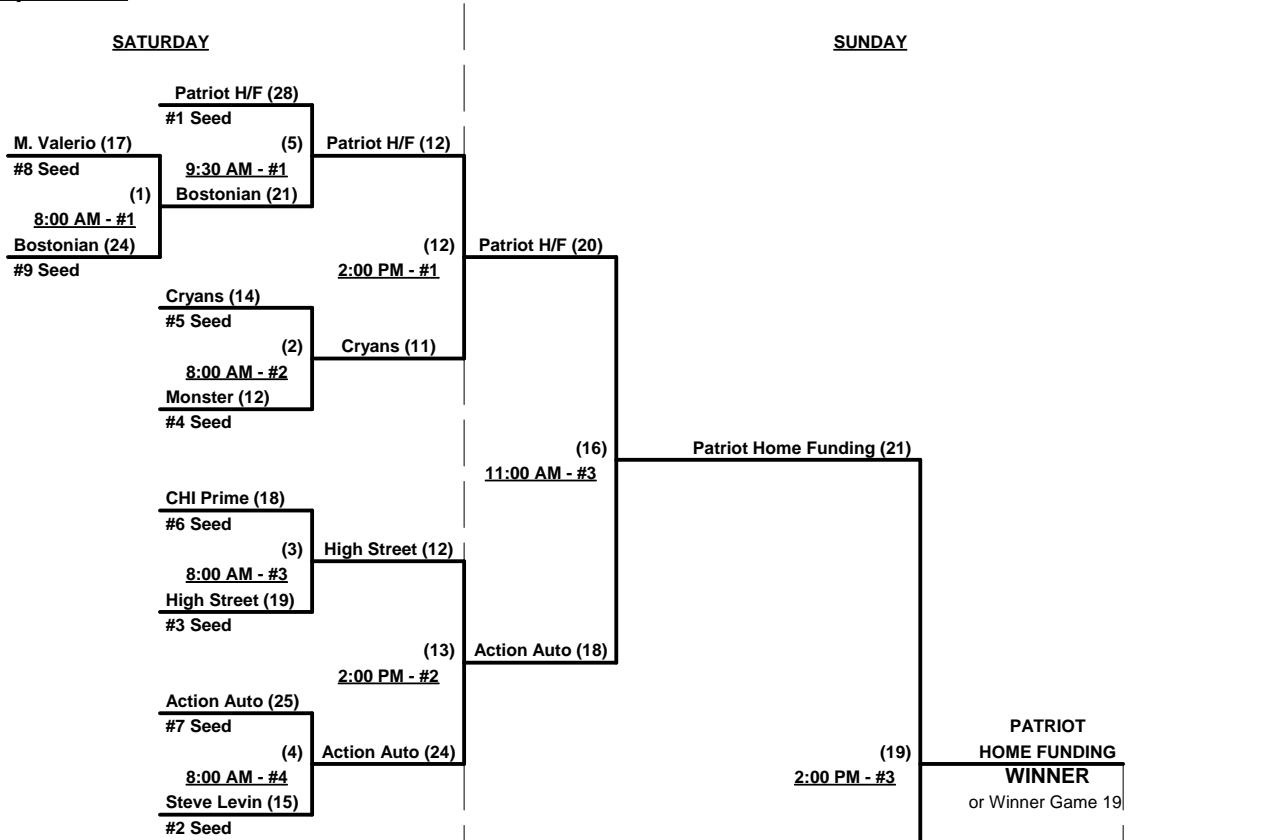 SATURDAY
SUNDAY
Patriot H/F (28)
#1 Seed
M. Valerio (17)
(5)
Patriot H/F (12)
#8 Seed
9:30 AM - #1
(1)
Bostonian (21)
8:00 AM - #1
Bostonian (24)
(12)
Patriot H/F (20)
#9 Seed
2:00 PM - #1
Cryans (14)
#5 Seed
(2)
Cryans (11)
8:00 AM - #2
Monster (12)
#4 Seed
(16)
Patriot Home Funding (21)
11:00 AM - #3
CHI Prime (18)
#6 Seed
(3)
High Street (12)
8:00 AM - #3
High Street (19)
#3 Seed
(13)
Action Auto (18)
2:00 PM - #2
Action Auto (25)
#7 Seed
PATRIOT
(4)
Action Auto (24)
(19)
HOME FUNDING
8:00 AM - #4
2:00 PM - #3
WINNER
Steve Levin (15)
or Winner Game 19
#2 Seed